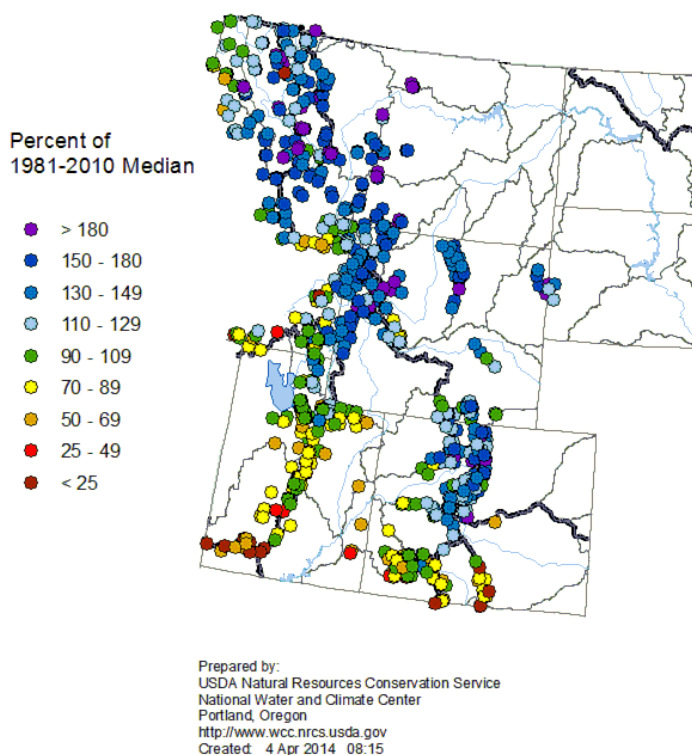 Percent of
1981-2010 Median
> 180
150 - 180
130 - 149
110 - 129
90 - 109
70 - 89
50 - 69
25 - 49
< 25
Prepared by:
USDA Natural Resources Conservation Service
National Water and Climate Center
Portland, Oregon
http://www.wcc.nrcs.usda.gov
Created: 4 Apr 2014 08:15